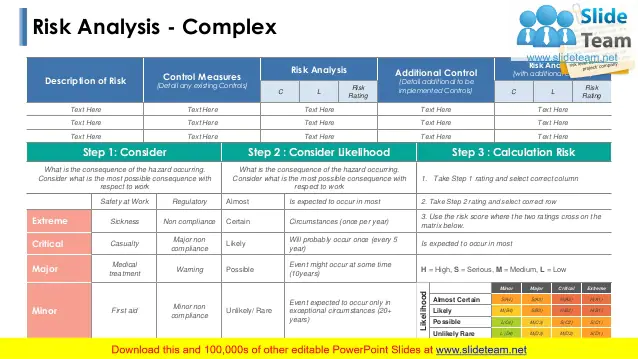 Risk Analysis - Complex
Slide
Team
www.slideteam.net
Description of Risk
Control Measures
(Detail any existing Controls)
Risk Analysis
C
L
Risk
Rating
Additional Control
(Detail additional to be
implemented Controls)
C
L
Risk
Rating
Text Here Text Here Text Here Text Here Text Here
Text Here Text Here Text Here Text Here Text Here
Text Here Text Here Text Here Text Here Text Here
Step 1: Consider
Step 2 : Consider Likelihood
Step 3 : Calculation Risk
What is the consequence of the hazard occurring.
Consider what is the most possible consequence with
respect to work
What is the consequence of the hazard occurring.
Consider what is the most possible consequence with
respect to work
1. Take Step 1 rating and select correct column
Safety at Work Regulatory Almost Is expected to occur in most 2. Take Step 2 rating and select correct row
Extreme Sickness Non compliance Certain Circumstances (once per year)
3. Use the risk score where the two ratings cross on the
matrix below.
Critical Casualty
Major non
compliance
Likely
Will probably occur once (every 5
year)
Is expected to occur in most
Major
Medical
treatment
Warning Possible
Event might occur at some time
(10years)
H = High, S = Serious, M = Medium, L = Low
Minor First aid
Minor non
compliance
Unlikely/ Rare
Event expected to occur only in
exceptional circumstances (20+
years)
Likelihood
Minor Major Critical Extreme
Almost Certain
Likely
Possible
Unlikely Rare
Download this and 100,000s of other editable PowerPoint Slides at www.slideteam.net